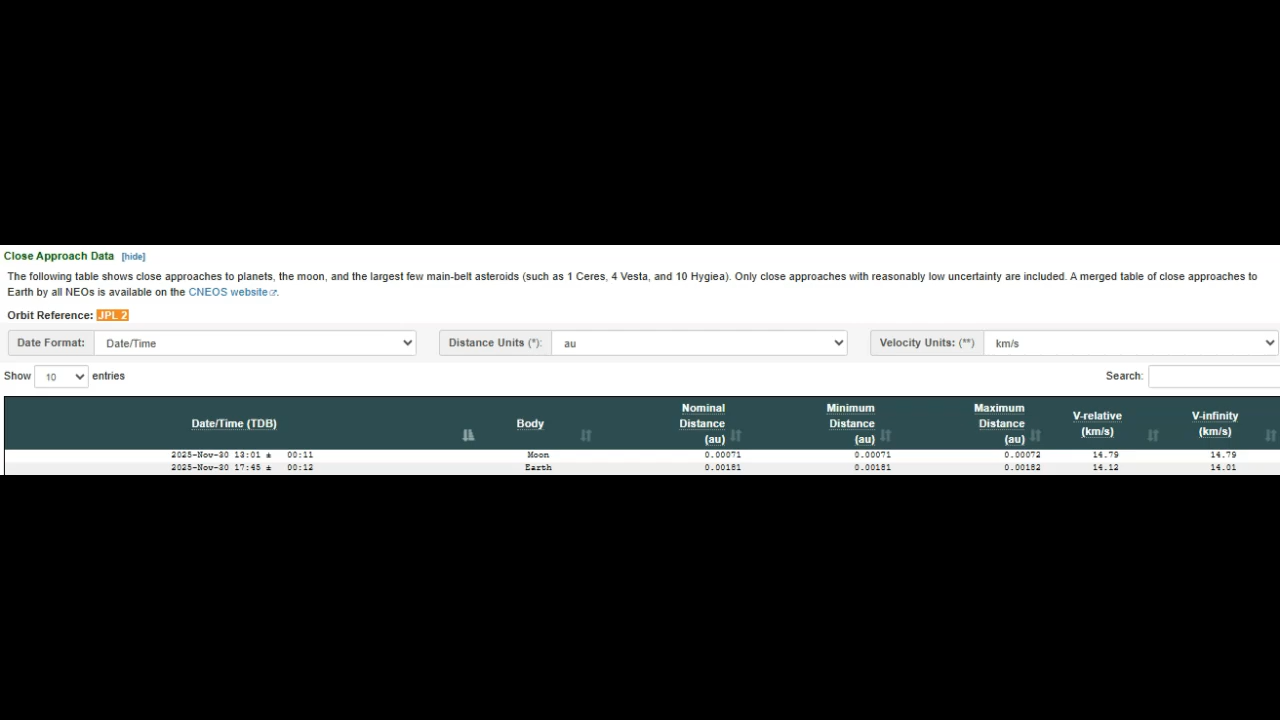 Close Approach Data [hide]
The following table shows close approaches to planets, the moon, and the largest few main-belt asteroids (such as 1 Ceres, 4 Vesta, and 10 Hygiea). Only close approaches with reasonably low uncertainty are included. A merged table of close approaches to
Earth by all NEOs is available on the CNEOS website.
Orbit Reference: JPL 2
Date Format: Date/Time Distance Units (*): au Velocity Units: (**) km/s
Show 10 entries Search:
Date/Time (TDB) Body Nominal Distance (au) Minimum Distance (au) Maximum Distance (au) V-relative (km/s) V-infinity (km/s)
2025-Nov-30 13:01 ± 00:11 Moon 0.00071 0.00071 0.00072 14.79 14.79
2025-Nov-30 17:45 ± 00:12 Earth 0.00181 0.00181 0.00182 14.12 14.01